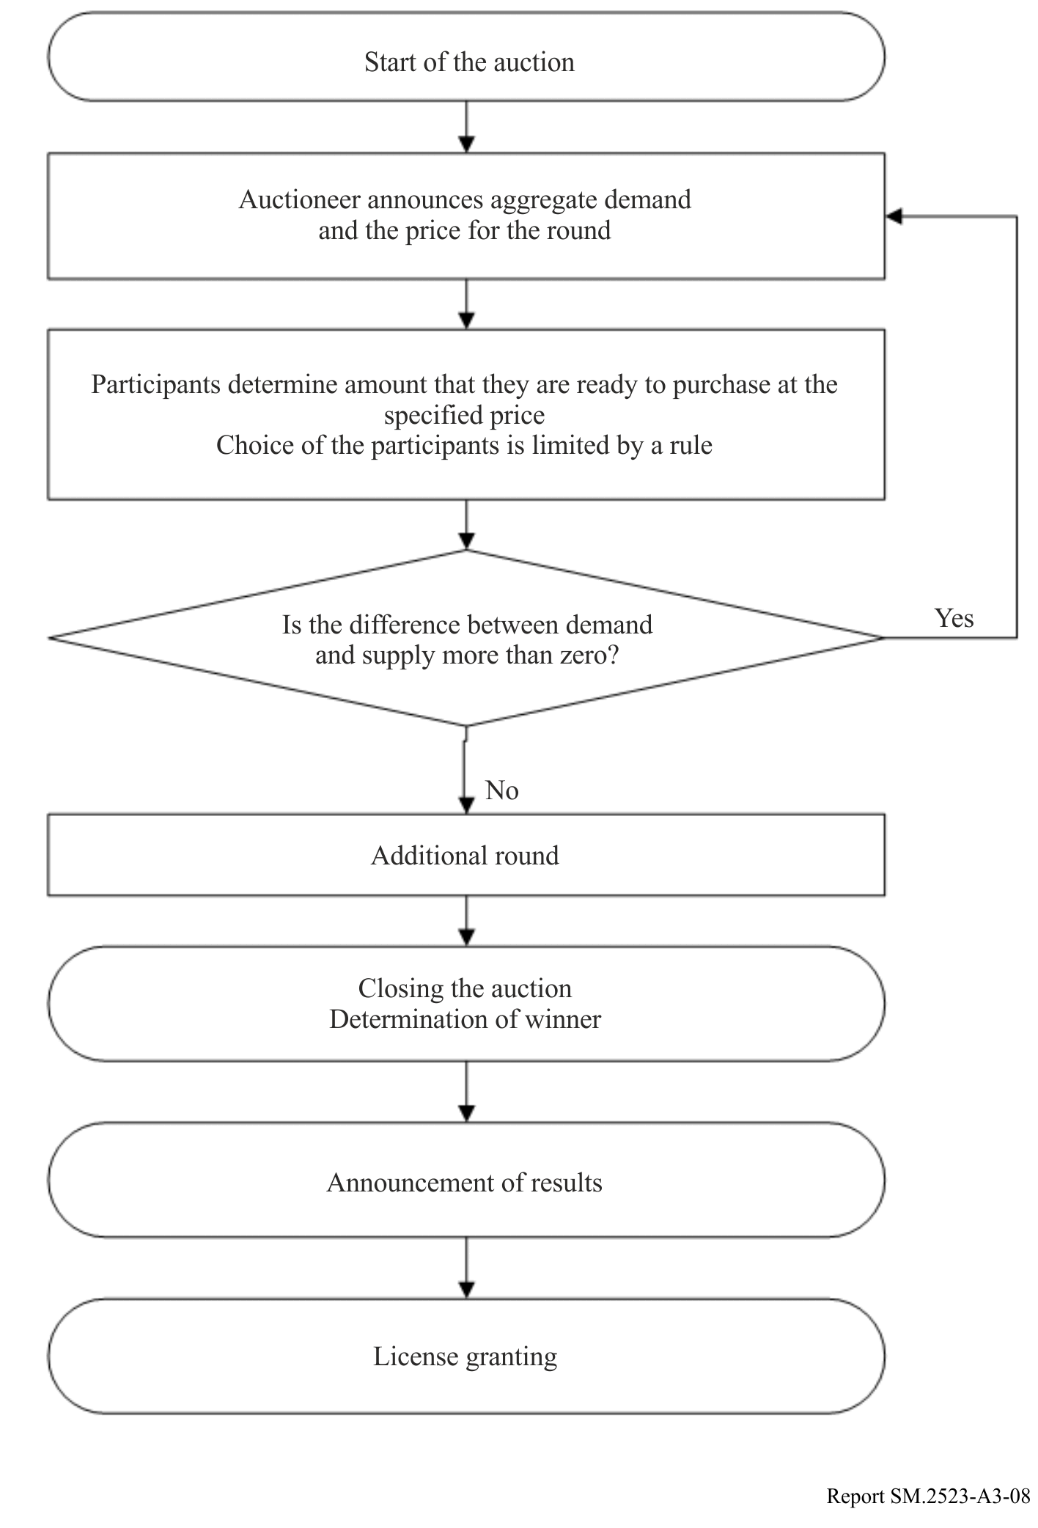 Start of the auction
Auctioneer announces aggregate demand
and the price for the round
Participants determine amount that they are ready to purchase at the
specified price
Choice of the participants is limited by a rule
Is the difference between demand
and supply more than zero?
Yes
No
Additional round
Closing the auction
Determination of winner
Announcement of results
License granting
Report SM.2523-A3-08